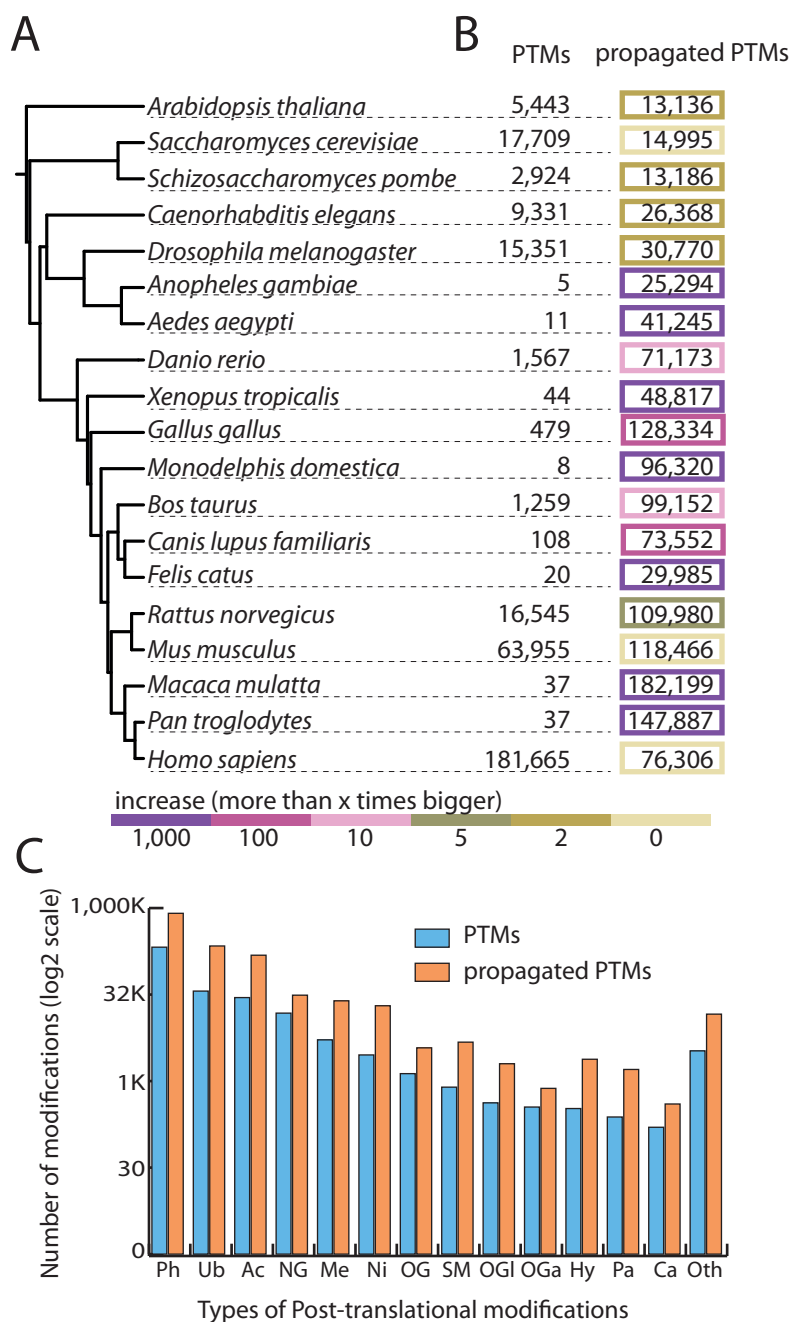 A
B
PTMs propagated PTMs
Arabidopsis thaliana 5,443 13,136
Saccharomyces cerevisiae 17,709 14,995
Schizosaccharomyces pombe 2,924 13,186
Caenorhabditis elegans 9,331 26,368
Drosophila melanogaster 15,351 30,770
Anopheles gambiae 5 25,294
Aedes aegypti 11 41,245
Danio rerio 1,567 71,173
Xenopus tropicalis 44 48,817
Gallus gallus 479 128,334
Monodelphis domestica 8 96,320
Bos taurus 1,259 99,152
Canis lupus familiaris 108 73,552
Felis catus 20 29,985
Rattus norvegicus 16,545 109,980
Mus musculus 63,955 118,466
Macaca mulatta 37 182,199
Pan troglodytes 37 147,887
Homo sapiens 181,665 76,306
increase (more than x times bigger)
1,000 100 10 5 2 0
C
Number of modifications (log2 scale)
1,000K
32K
1K
30
0
PTMs
propagated PTMs
Ph Ub Ac NG Me Ni OG SM OGl OGa Hy Pa Ca Oth
Types of Post-translational modifications